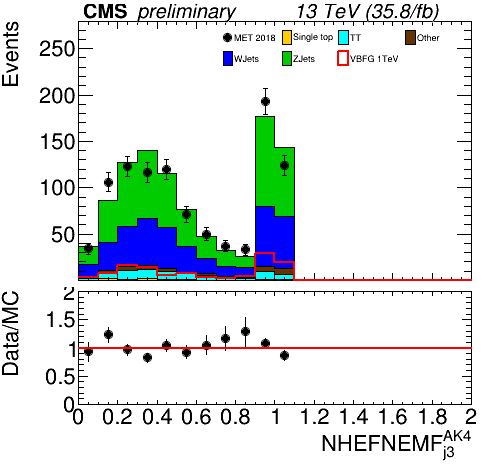 CMS preliminary 13 TeV (35.8/fb)
Events
MET 2018 Single top TT Other
WJets ZJets VBFG 1TeV
250
200
150
100
50
Data/MC
2
1.5
1
0.5
0
0 0.2 0.4 0.6 0.8 1 1.2 1.4 1.6 1.8 2
NHEFNEMF^{AK4}_{j3}